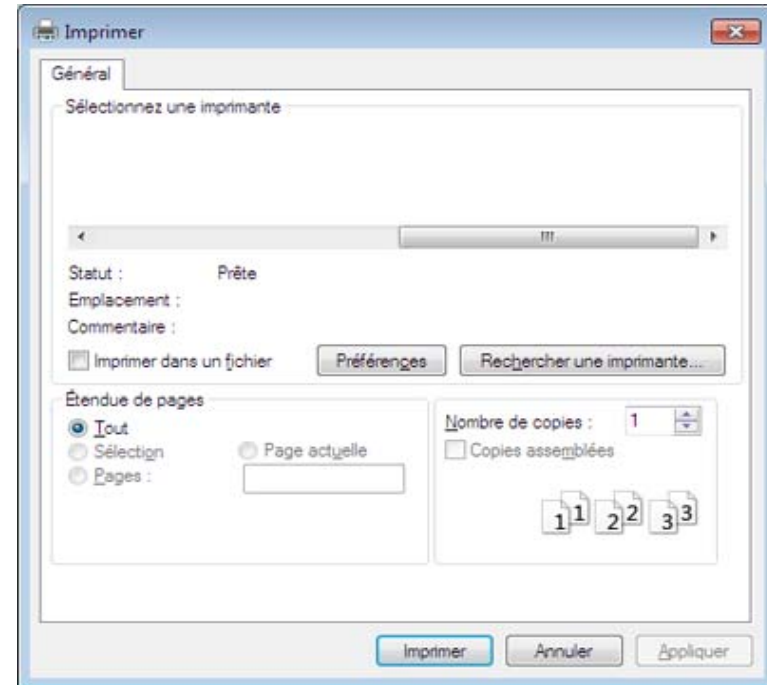 Imprimer
Général
Sélectionnez une imprimante
Statut : Prête
Emplacement :
Commentaire :
Imprimer dans un fichier Préférences Rechercher une imprimante...
Étendue de pages
Tout
Sélection Page actuelle
Pages :
Nombre de copies : 1
Copies assemblées
1 1 2 2 3 3
Imprimer Annuler Appliquer